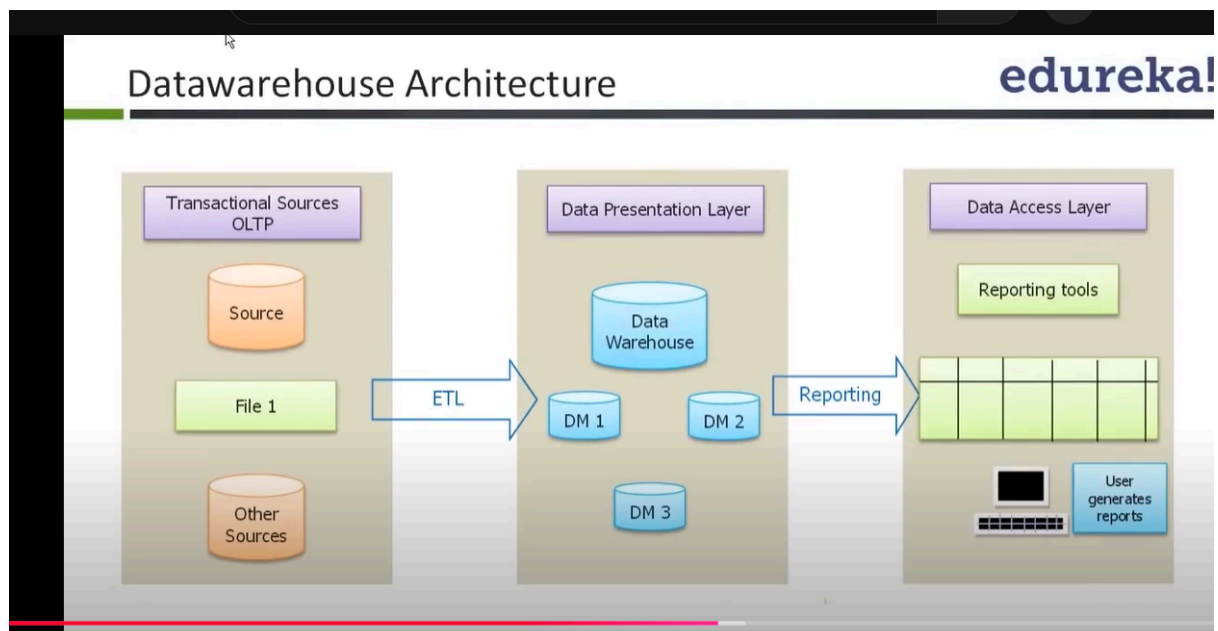 Datawarehouse Architecture
edureka!
Transactional Sources
OLTP
Source
File 1
Other
Sources
ETL
Data Presentation Layer
Data
Warehouse
DM 1
DM 2
DM 3
Reporting
Data Access Layer
Reporting tools
User
generates
reports